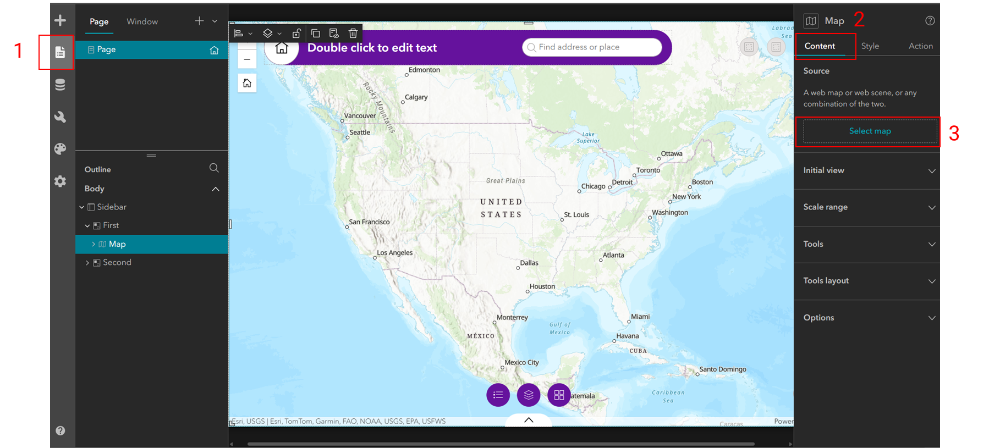 1
Page
Window
Page
Outline
Body
Sidebar
First
Map
Second
Double click to edit text
Find address or place
Edmonton
Calgary
Rocky Mountains
Vancouver
Seattle
Lake
Superior
Ottawa
Toronto
Great Plains
Chicago
Detroit
Boston
New York
UNITED
STATES
St. Louis
Washington
San Francisco
Los Angeles
Atlanta
Dallas
Houston
Monterrey
Miami
Gulf of
Mexico
MÉXICO
Havana
CUBA
Mexico City
Santo Domingo
Caribbean
Sea
atemala
Caracas
Esri, USGS | Esri, TomTom, Garmin, FAO, NOAA, USGS, EPA, USFWS
Power
Labrad
Sea
Map
2
Content
Style
Action
Source
A web map or web scene, or any
combination of the two.
Select map
3
Initial view
Scale range
Tools
Tools layout
Options